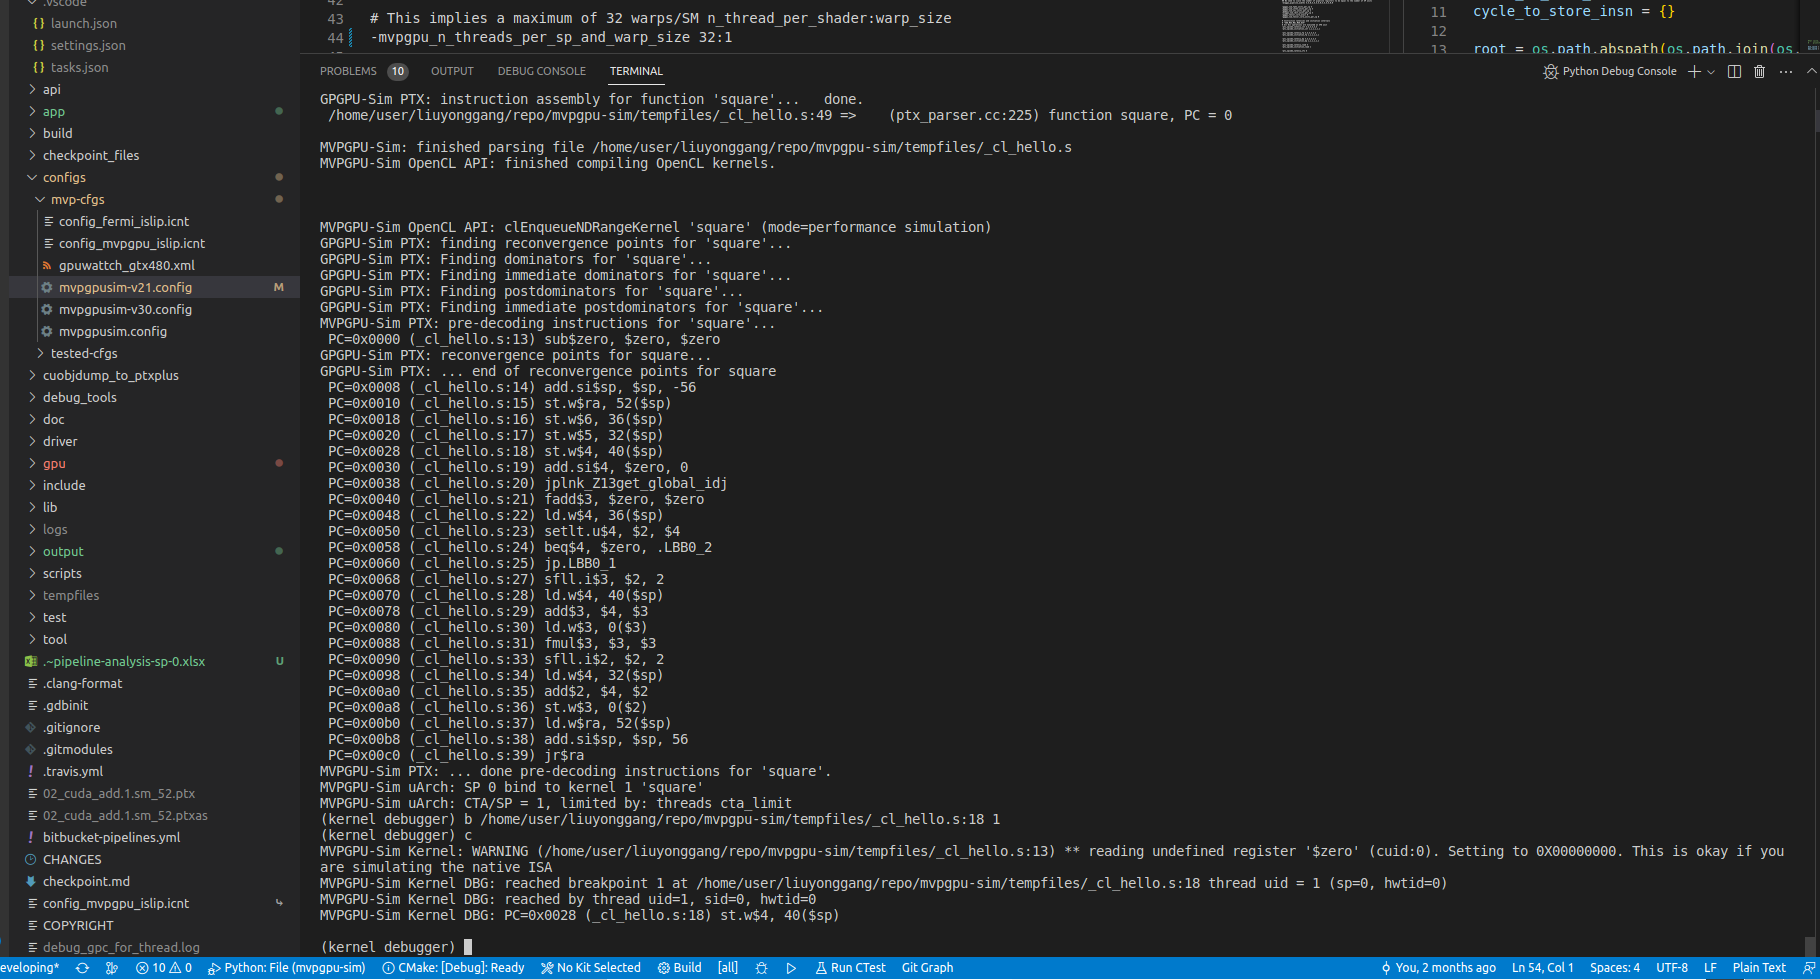 .vscode
launch.json
settings.json
tasks.json
api
app
build
checkpoint_files
configs
mvp-cfgs
config_fermi_islip.icnt
config_mvpgpu_islip.icnt
gpuwattch_gtx480.xml
mvpgpusim-v21.config M
mvpgpusim-v30.config
mvpgpusim.config
tested-cfgs
cuobjdump_to_ptxplus
debug_tools
doc
driver
gpu
include
lib
logs
output
scripts
tempfiles
test
tool
.~pipeline-analysis-sp-0.xlsx U
.clang-format
.gdbinit
.gitignore
.gitmodules
.travis.yml
02_cuda_add.1.sm_52.ptx
02_cuda_add.1.sm_52.ptxas
bitbucket-pipelines.yml
CHANGES
checkpoint.md
config_mvpgpu_islip.icnt
COPYRIGHT
debug_gpc_for_thread.log
42
43 # This implies a maximum of 32 warps/SM n_thread_per_shader:warp_size
44 -mvpgpu_n_threads_per_sp_and_warp_size 32:1
11 cycle_to_store_insn = {}
12
13 root = os.path.abspath(os.path.join(os.
PROBLEMS 10 OUTPUT DEBUG CONSOLE TERMINAL Python Debug Console
GPGPU-Sim PTX: instruction assembly for function 'square'... done.
/home/user/liuyonggang/repo/mvpgpu-sim/tempfiles/_cl_hello.s:49 => (ptx_parser.cc:225) function square, PC = 0
MVPGPU-Sim: finished parsing file /home/user/liuyonggang/repo/mvpgpu-sim/tempfiles/_cl_hello.s
MVPGPU-Sim OpenCL API: finished compiling OpenCL kernels.
MVPGPU-Sim OpenCL API: clEnqueueNDRangeKernel 'square' (mode=performance simulation)
GPGPU-Sim PTX: finding reconvergence points for 'square'...
GPGPU-Sim PTX: Finding dominators for 'square'...
GPGPU-Sim PTX: Finding immediate dominators for 'square'...
GPGPU-Sim PTX: Finding postdominators for 'square'...
GPGPU-Sim PTX: Finding immediate postdominators for 'square'...
MVPGPU-Sim PTX: pre-decoding instructions for 'square'...
PC=0x0000 (_cl_hello.s:13) sub$zero, $zero, $zero
GPGPU-Sim PTX: reconvergence points for square...
GPGPU-Sim PTX: ... end of reconvergence points for square
PC=0x0008 (_cl_hello.s:14) add.si$sp, $sp, -56
PC=0x0010 (_cl_hello.s:15) st.w$ra, 52($sp)
PC=0x0018 (_cl_hello.s:16) st.w$6, 36($sp)
PC=0x0020 (_cl_hello.s:17) st.w$5, 32($sp)
PC=0x0028 (_cl_hello.s:18) st.w$4, 40($sp)
PC=0x0030 (_cl_hello.s:19) add.si$4, $zero, 0
PC=0x0038 (_cl_hello.s:20) jplnk_Z13get_global_idj
PC=0x0040 (_cl_hello.s:21) fadd$3, $zero, $zero
PC=0x0048 (_cl_hello.s:22) ld.w$4, 36($sp)
PC=0x0050 (_cl_hello.s:23) setlt.u$4, $2, $4
PC=0x0058 (_cl_hello.s:24) beq$4, $zero, .LBB0_2
PC=0x0060 (_cl_hello.s:25) jp.LBB0_1
PC=0x0068 (_cl_hello.s:27) sfll.i$3, $2, 2
PC=0x0070 (_cl_hello.s:28) ld.w$4, 40($sp)
PC=0x0078 (_cl_hello.s:29) add$3, $4, $3
PC=0x0080 (_cl_hello.s:30) ld.w$3, 0($3)
PC=0x0088 (_cl_hello.s:31) fmul$3, $3, $3
PC=0x0090 (_cl_hello.s:33) sfll.i$2, $2, 2
PC=0x0098 (_cl_hello.s:34) ld.w$4, 32($sp)
PC=0x00a0 (_cl_hello.s:35) add$2, $4, $2
PC=0x00a8 (_cl_hello.s:36) st.w$3, 0($2)
PC=0x00b0 (_cl_hello.s:37) ld.w$ra, 52($sp)
PC=0x00b8 (_cl_hello.s:38) add.si$sp, $sp, 56
PC=0x00c0 (_cl_hello.s:39) jr$ra
MVPGPU-Sim PTX: ... done pre-decoding instructions for 'square'.
MVPGPU-Sim uArch: SP 0 bind to kernel 1 'square'
MVPGPU-Sim uArch: CTA/SP = 1, limited by: threads cta_limit
(kernel debugger) b /home/user/liuyonggang/repo/mvpgpu-sim/tempfiles/_cl_hello.s:18 1
(kernel debugger) c
MVPGPU-Sim Kernel: WARNING (/home/user/liuyonggang/repo/mvpgpu-sim/tempfiles/_cl_hello.s:13) ** reading undefined register '$zero' (cuid:0). Setting to 0X00000000. This is okay if you
are simulating the native ISA
MVPGPU-Sim Kernel DBG: reached breakpoint 1 at /home/user/liuyonggang/repo/mvpgpu-sim/tempfiles/_cl_hello.s:18 thread uid = 1 (sp=0, hwtid=0)
MVPGPU-Sim Kernel DBG: reached by thread uid=1, sid=0, hwtid=0
MVPGPU-Sim Kernel DBG: PC=0x0028 (_cl_hello.s:18) st.w$4, 40($sp)
(kernel debugger)
eveloping* 10 0 Python: File (mvpgpu-sim) CMake: [Debug]: Ready No Kit Selected Build [all] Run CTest Git Graph You, 2 months ago Ln 54, Col 1 Spaces: 4 UTF-8 LF Plain Text